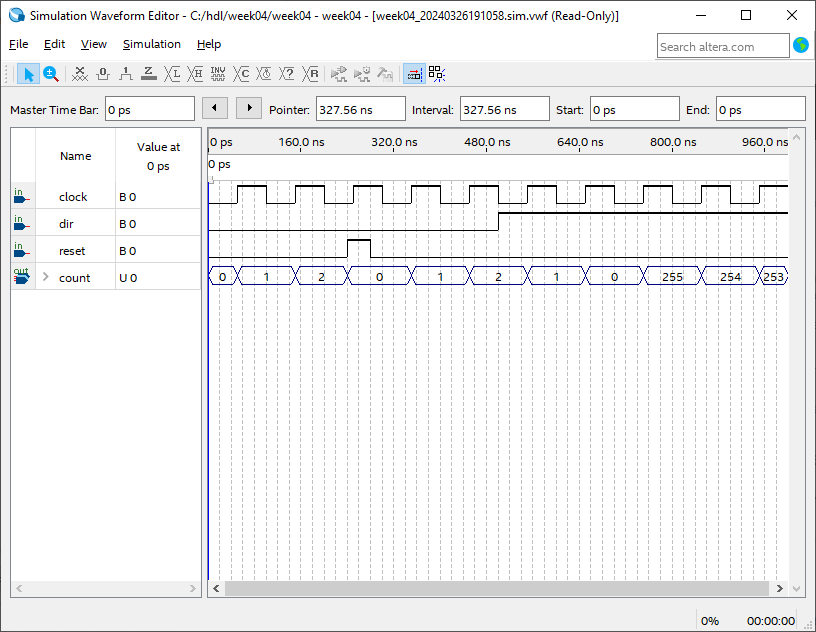 Simulation Waveform Editor - C:/hdl/week04/week04 - week04 - [week04_20240326191058.sim.vwf (Read-Only)]
File Edit View Simulation Help
Search altera.com
Master Time Bar: 0 ps Pointer: 327.56 ns Interval: 327.56 ns Start: 0 ps End: 0 ps
Name Value at 0 ps
0 ps 160.0 ns 320.0 ns 480.0 ns 640.0 ns 800.0 ns 960.0 ns
0 ps
in clock B 0
in dir B 0
in reset B 0
out count U 0 0 1 2 0 1 2 1 0 255 254 253
0% 00:00:00